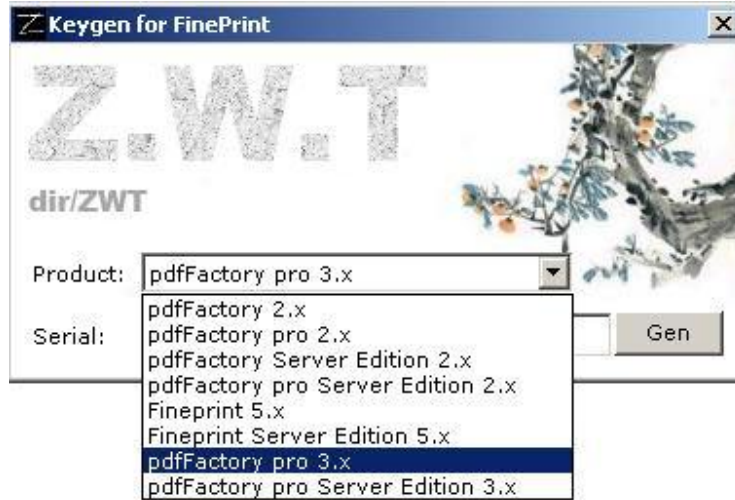 Keygen for FinePrint
Z.W.T
dir/ZWT
Product: pdfFactory pro 3.x
pdfFactory 2.x
pdfFactory pro 2.x
Serial:
Gen
pdfFactory Server Edition 2.x
pdfFactory pro Server Edition 2.x
Fineprint 5.x
Fineprint Server Edition 5.x
pdfFactory pro 3.x
pdfFactory pro Server Edition 3.x